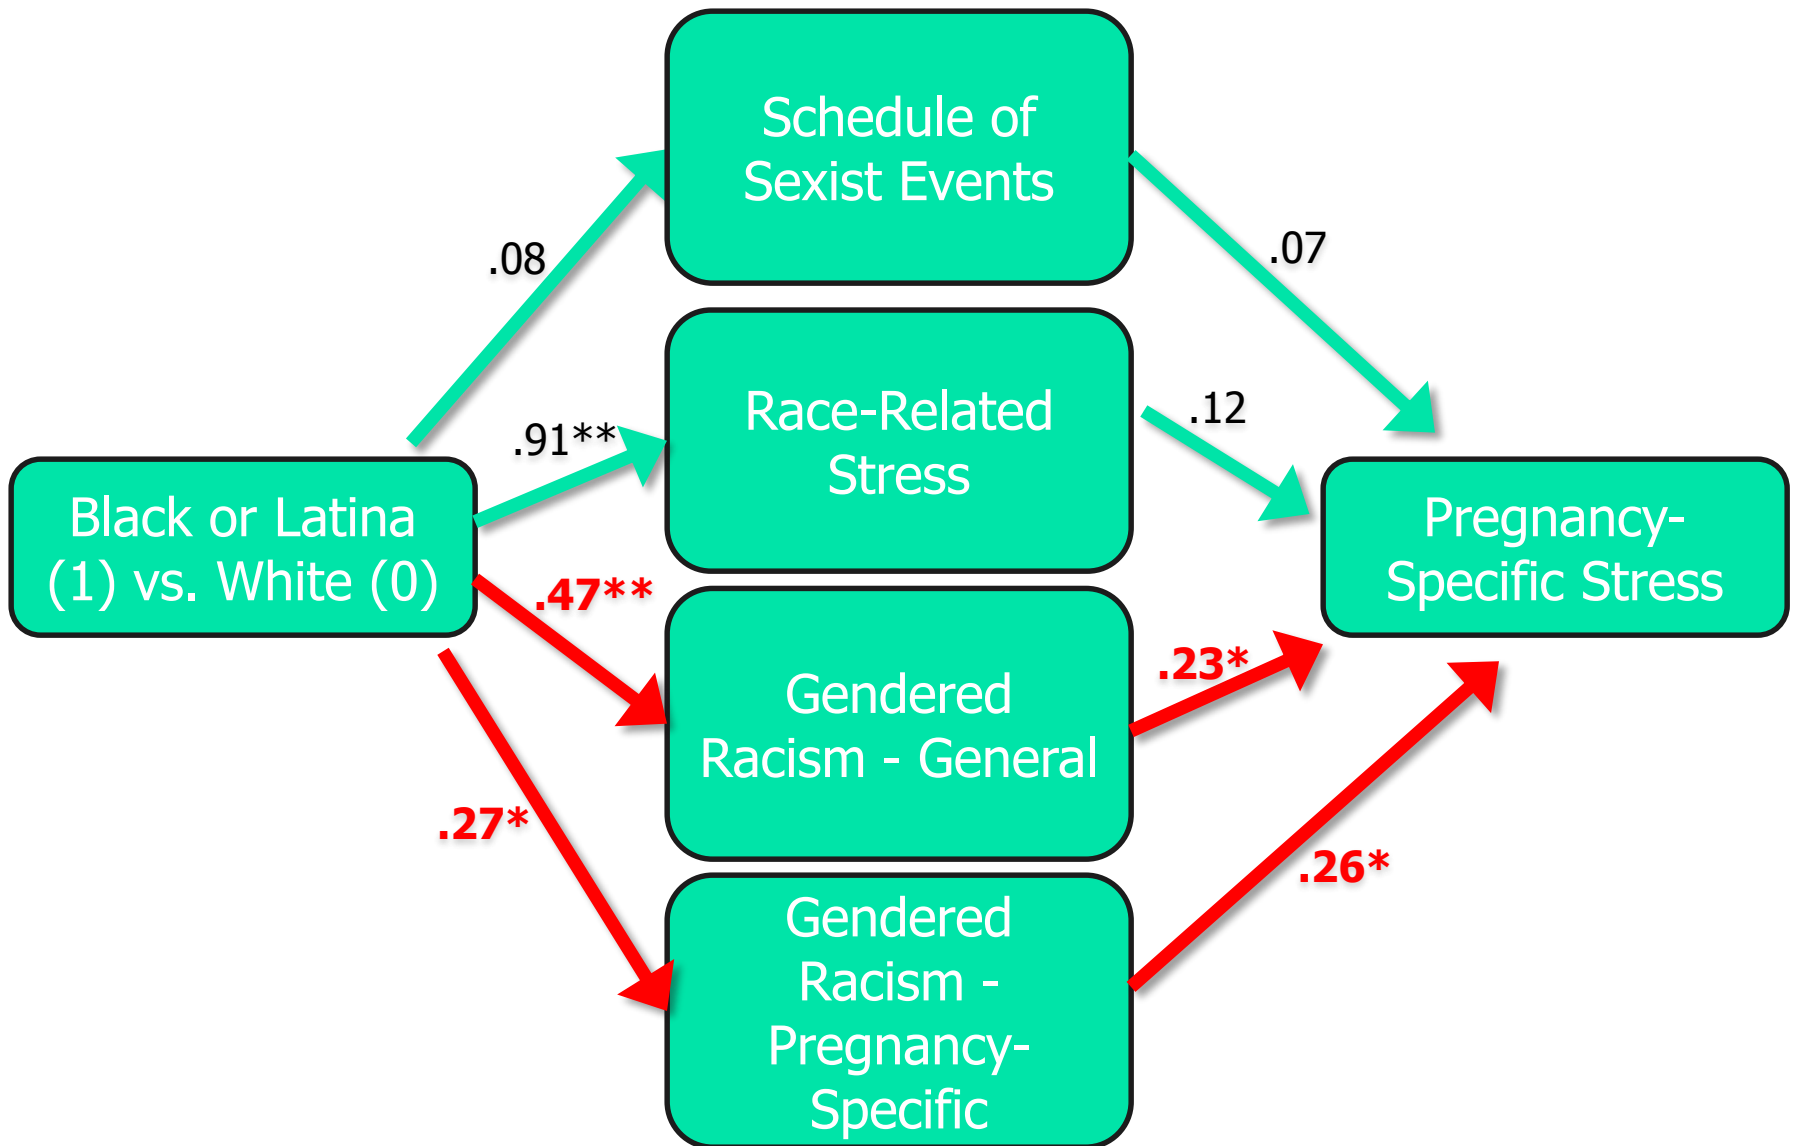 Schedule of
Sexist Events
.08
.07
Race-Related
Stress
.91**
.12
Black or Latina
(1) vs. White (0)
Pregnancy-
Specific Stress
.47**
.23*
Gendered
Racism - General
.27*
.26*
Gendered
Racism -
Pregnancy-
Specific